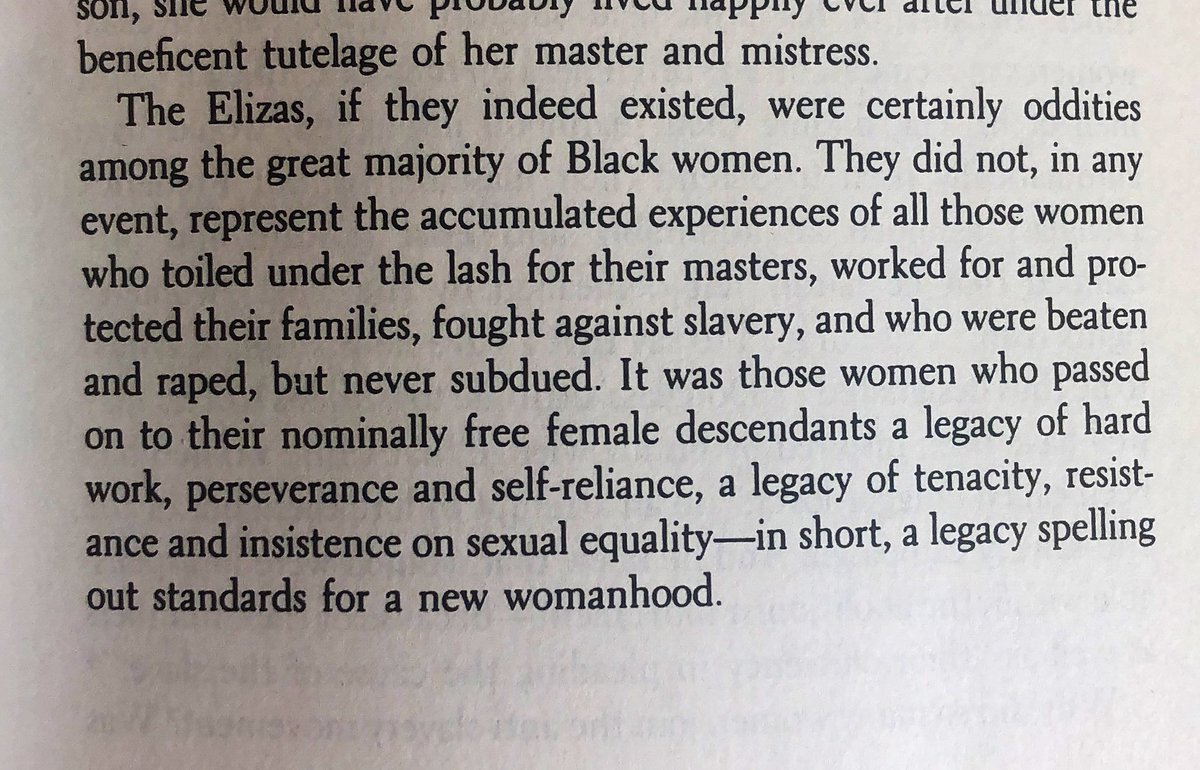 son, she would have probably lived happily ever after under the
beneficent tutelage of her master and mistress.
The Elizas, if they indeed existed, were certainly oddities
among the great majority of Black women. They did not, in any
event, represent the accumulated experiences of all those women
who toiled under the lash for their masters, worked for and pro-
tected their families, fought against slavery, and who were beaten
and raped, but never subdued. It was those women who passed
on to their nominally free female descendants a legacy of hard
work, perseverance and self-reliance, a legacy of tenacity, resist-
ance and insistence on sexual equality—in short, a legacy spelling
out standards for a new womanhood.